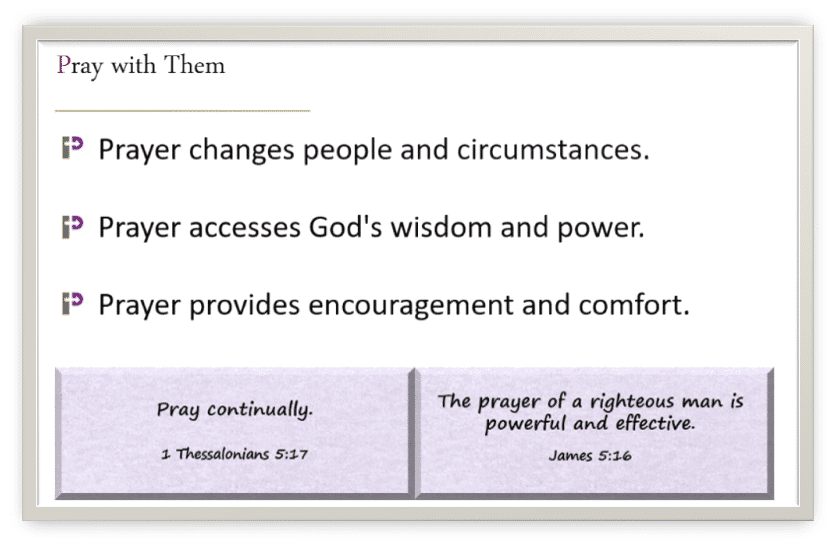 Pray with Them
Prayer changes people and circumstances.
Prayer accesses God's wisdom and power.
Prayer provides encouragement and comfort.
Pray continually.
1 Thessalonians 5:17
The prayer of a righteous man is
powerful and effective.
James 5:16